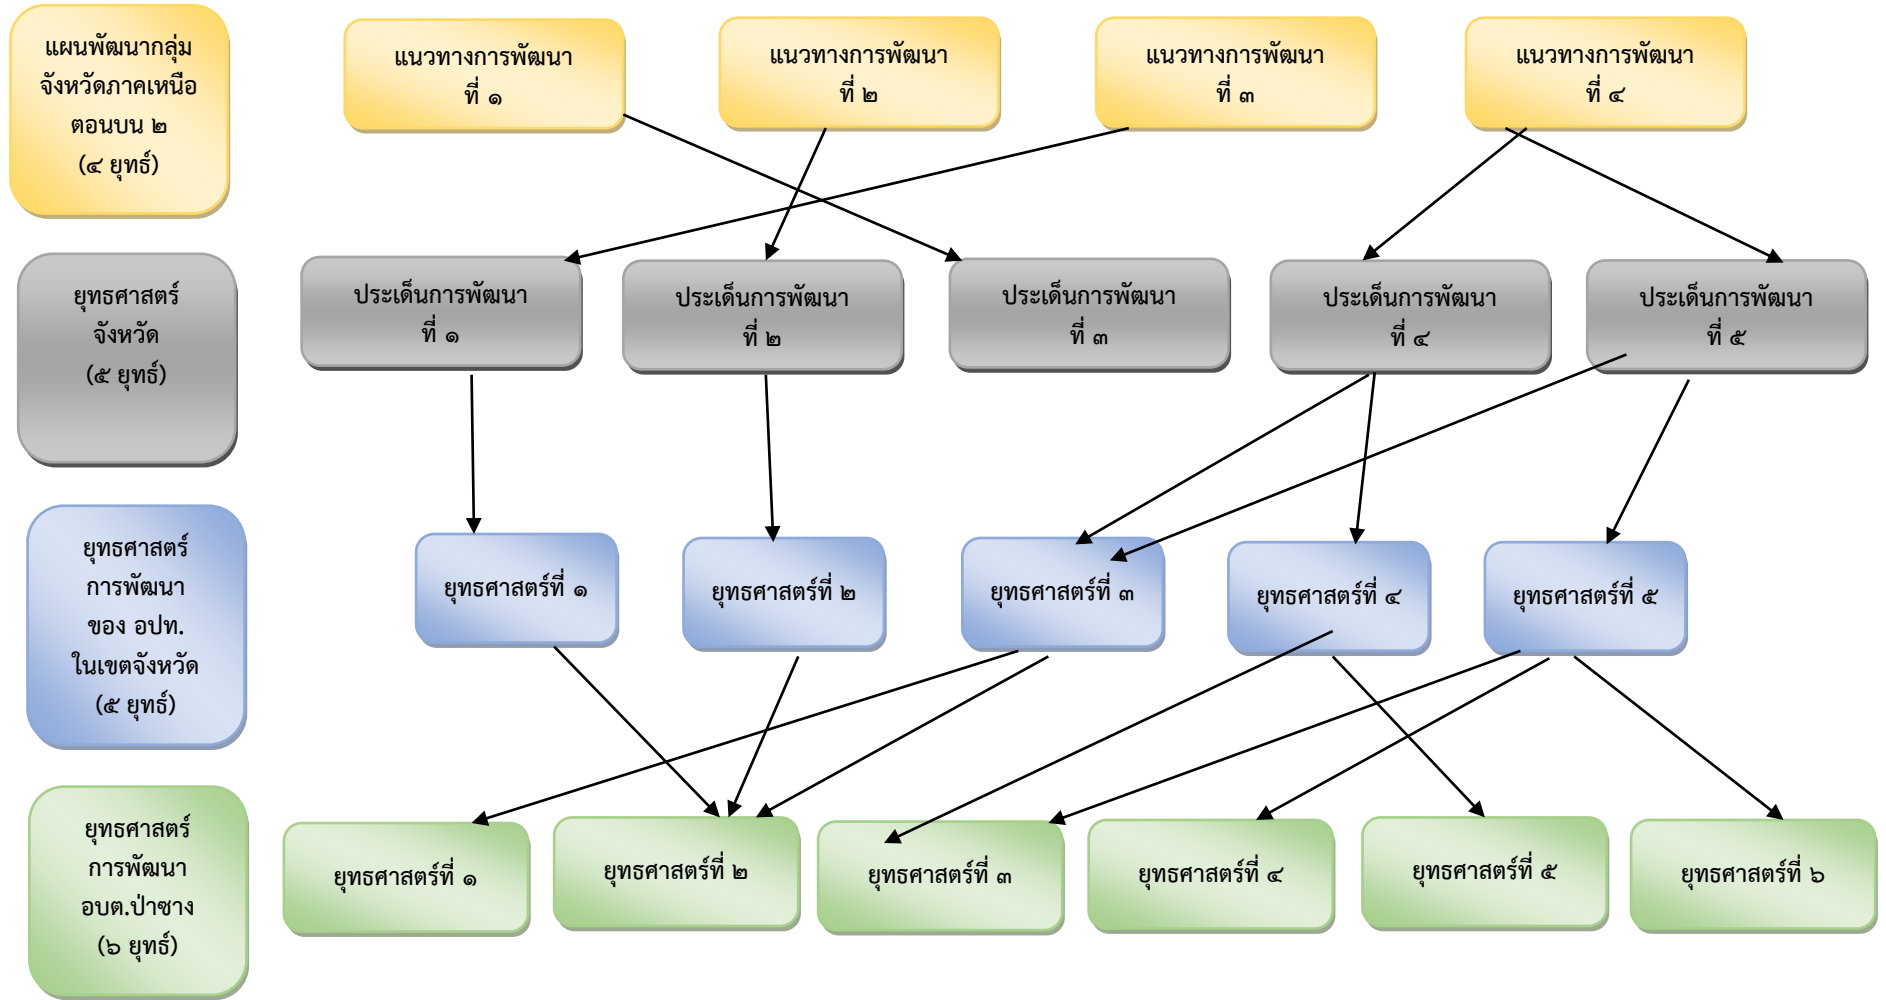 แผนพัฒนากลุ่ม
จังหวัดภาคเหนือ
ตอนบน ๒
(๔ ยุทธ์)
แนวทางการพัฒนา
ที่ ๑
แนวทางการพัฒนา
ที่ ๒
แนวทางการพัฒนา
ที่ ๓
แนวทางการพัฒนา
ที่ ๔
ยุทธศาสตร์
จังหวัด
(๕ ยุทธ์)
ประเด็นการพัฒนา
ที่ ๑
ประเด็นการพัฒนา
ที่ ๒
ประเด็นการพัฒนา
ที่ ๓
ประเด็นการพัฒนา
ที่ ๔
ประเด็นการพัฒนา
ที่ ๕
ยุทธศาสตร์
การพัฒนา
ของ อปท.
ในเขตจังหวัด
(๕ ยุทธ์)
ยุทธศาสตร์ที่ ๑
ยุทธศาสตร์ที่ ๒
ยุทธศาสตร์ที่ ๓
ยุทธศาสตร์ที่ ๔
ยุทธศาสตร์ที่ ๕
ยุทธศาสตร์
การพัฒนา
อบต.ป่าซาง
(๖ ยุทธ์)
ยุทธศาสตร์ที่ ๑
ยุทธศาสตร์ที่ ๒
ยุทธศาสตร์ที่ ๓
ยุทธศาสตร์ที่ ๔
ยุทธศาสตร์ที่ ๕
ยุทธศาสตร์ที่ ๖